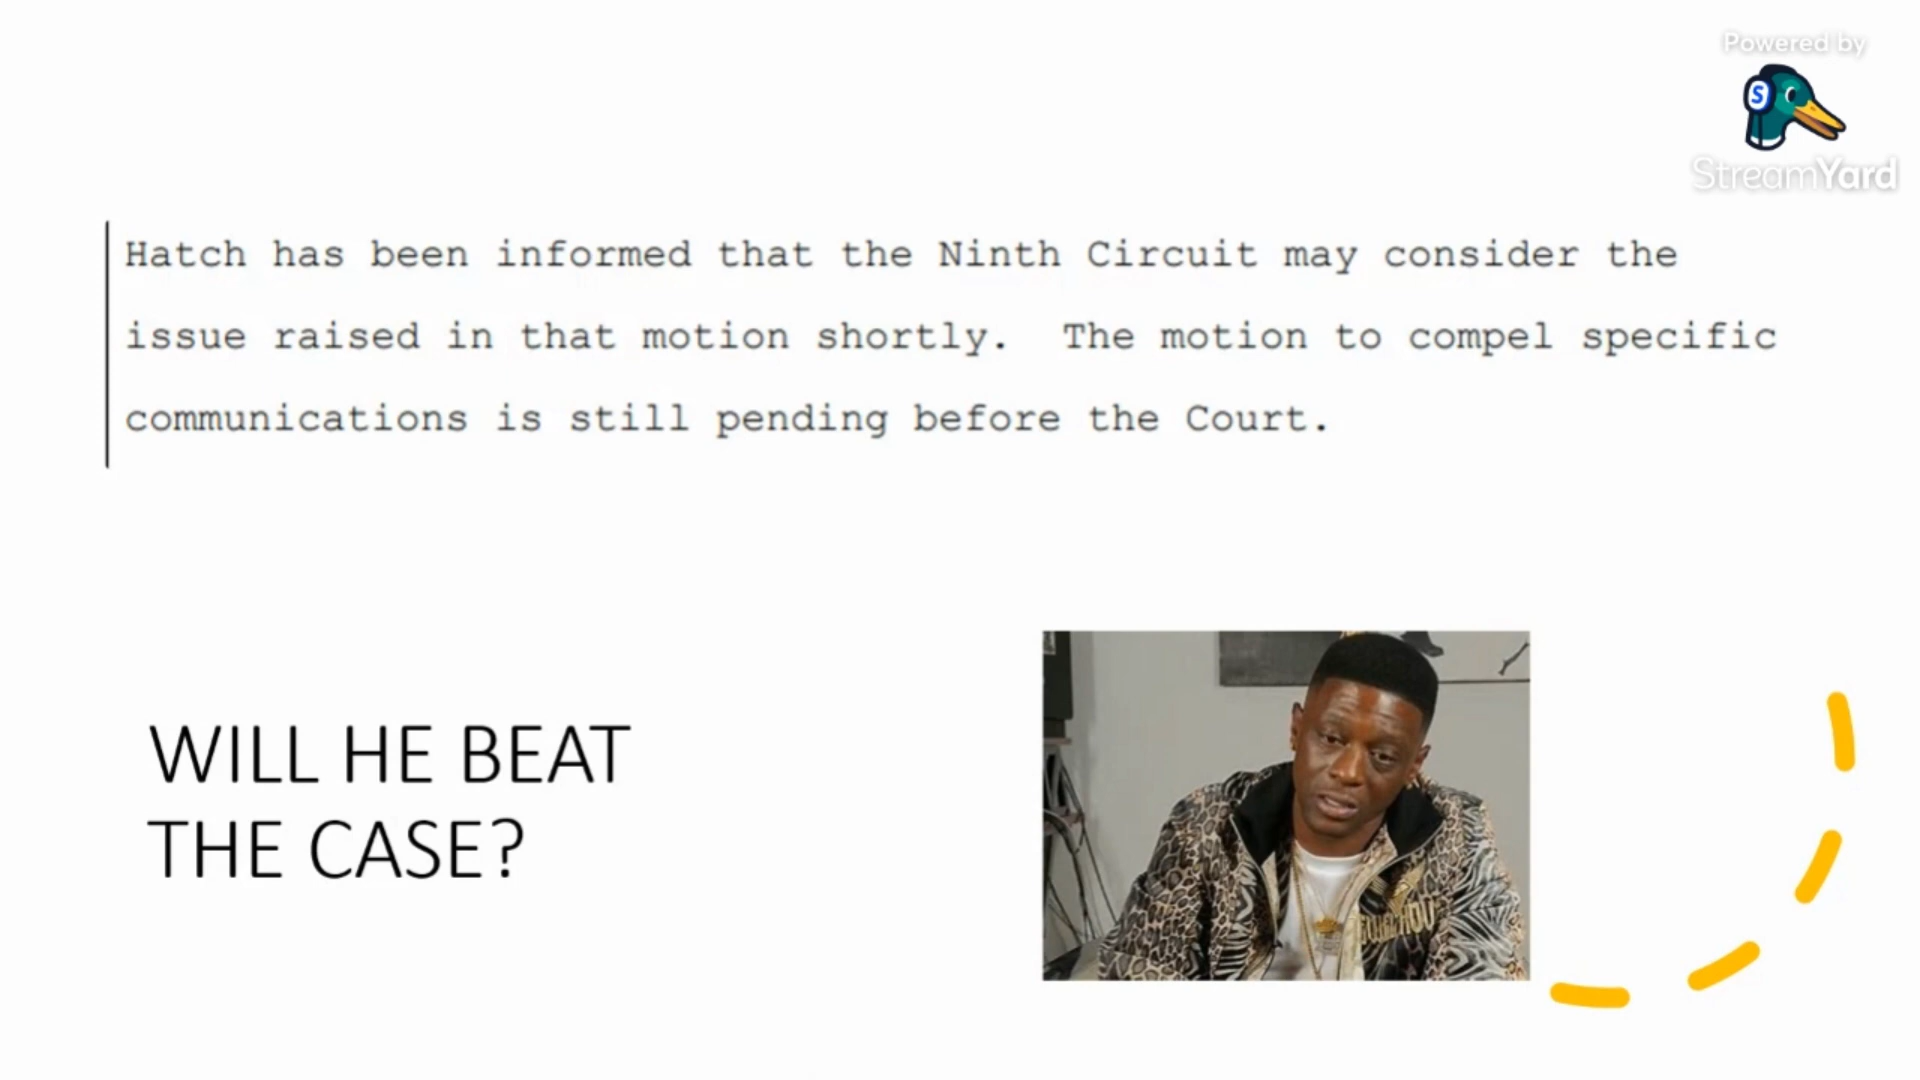 Powered by
StreamYard
Hatch has been informed that the Ninth Circuit may consider the
issue raised in that motion shortly.  The motion to compel specific
communications is still pending before the Court.
WILL HE BEAT
THE CASE?